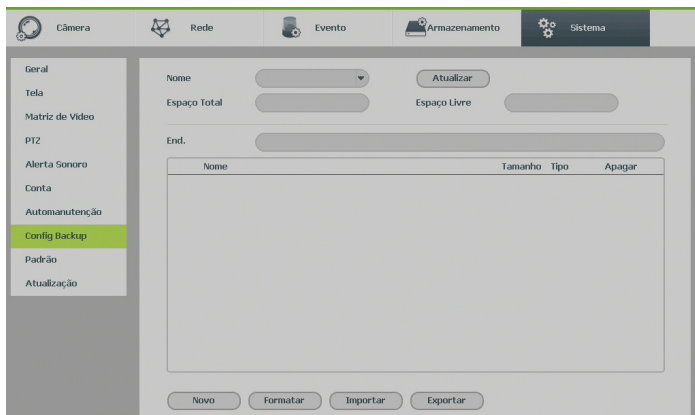 Câmera Rede Evento Armazenamento Sistema
Geral
Tela
Matriz de Vídeo
PTZ
Alerta Sonoro
Conta
Automanutenção
Config Backup
Padrão
Atualização
Nome Atualizar
Espaço Total Espaço Livre
End.
Nome Tamanho Tipo Apagar
Novo Formatar Importar Exportar